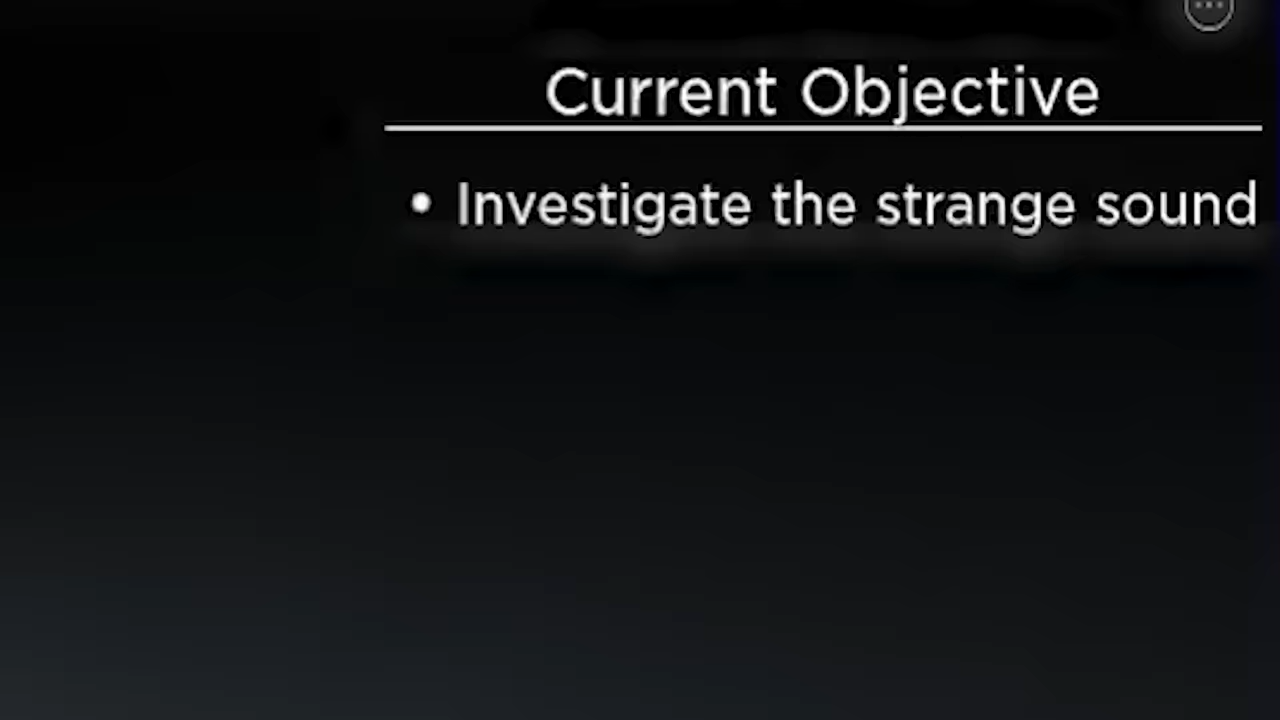 Current Objective
• Investigate the strange sound